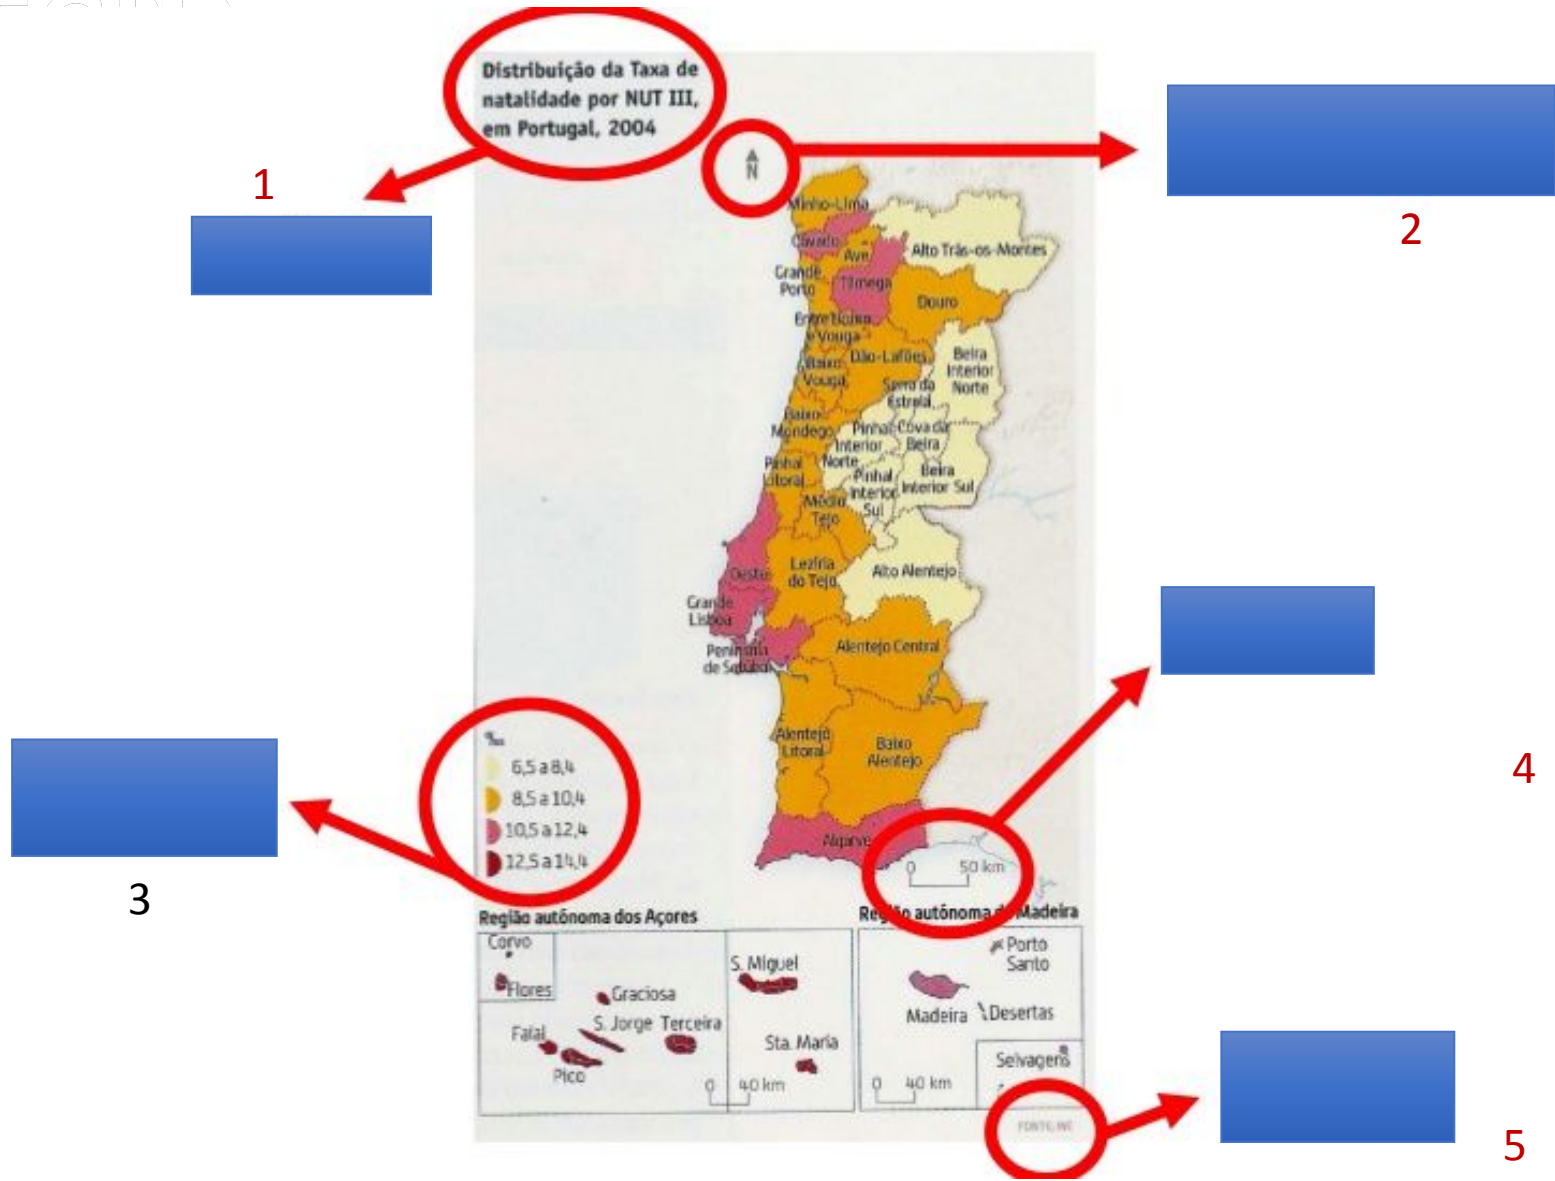 Distribuição da Taxa de
natalidade por NUT III,
em Portugal, 2004
N
1
2
Minho-Lima
Cávado
Ave
Alto Trás-os-Montes
Grande
Porto
Tâmega
Douro
Entre Douro
e Vouga
Dão-Lafões
Baixo
Vouga
Beira
Interior
Norte
Serra da
Estrela
Baixo
Mondego
Pinhal
Interior
Norte
Cova da
Beira
Pinhal
Litoral
Pinhal
Interior
Sul
Beira
Interior Sul
Médio
Tejo
Oeste
Lezíria
do Tejo
Alto Alentejo
Grande
Lisboa
Península
de Setúbal
Alentejo Central
Alentejo
Litoral
Baixo
Alentejo
Algarve
0 50 km
4
‰
6,5 a 8,4
8,5 a 10,4
10,5 a 12,4
12,5 a 14,4
3
Região autónoma dos Açores
Corvo
Flores
Graciosa
Faial
S. Jorge
Terceira
Pico
S. Miguel
Sta. Maria
0 40 km
Região autónoma da Madeira
Porto
Santo
Madeira
Desertas
Selvagens
0 40 km
FONTE: INE
5